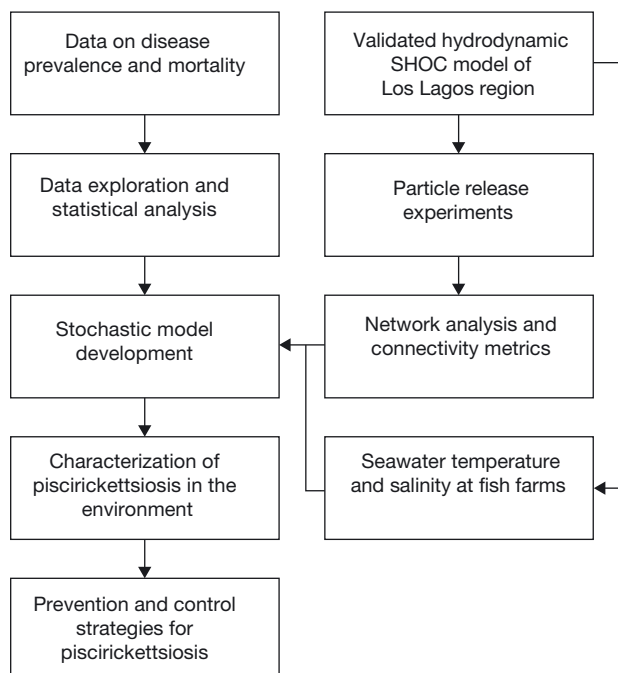 Data on disease
prevalence and mortality
Validated hydrodynamic
SHOC model of
Los Lagos region
Data exploration and
statistical analysis
Particle release
experiments
Stochastic model
development
Network analysis and
connectivity metrics
Characterization of
piscirickettsiosis in the
environment
Seawater temperature
and salinity at fish farms
Prevention and control
strategies for
piscirickettsiosis